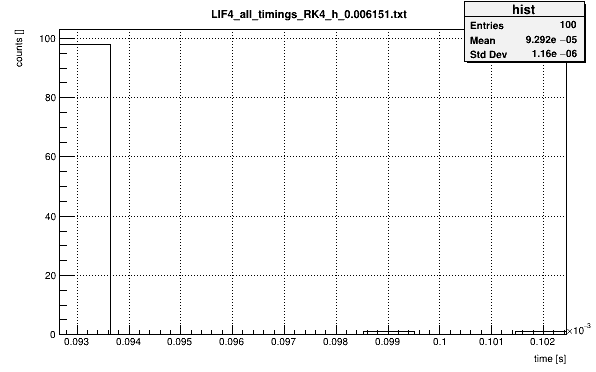 LIF4_all_timings_RK4_h_0.006151.txt
hist
Entries 100
Mean 9.292e −05
Std Dev 1.16e −06
counts []
100
80
60
40
20
0
0.093 0.094 0.095 0.096 0.097 0.098 0.099 0.1 0.101 0.102
×10⁻³
time [s]